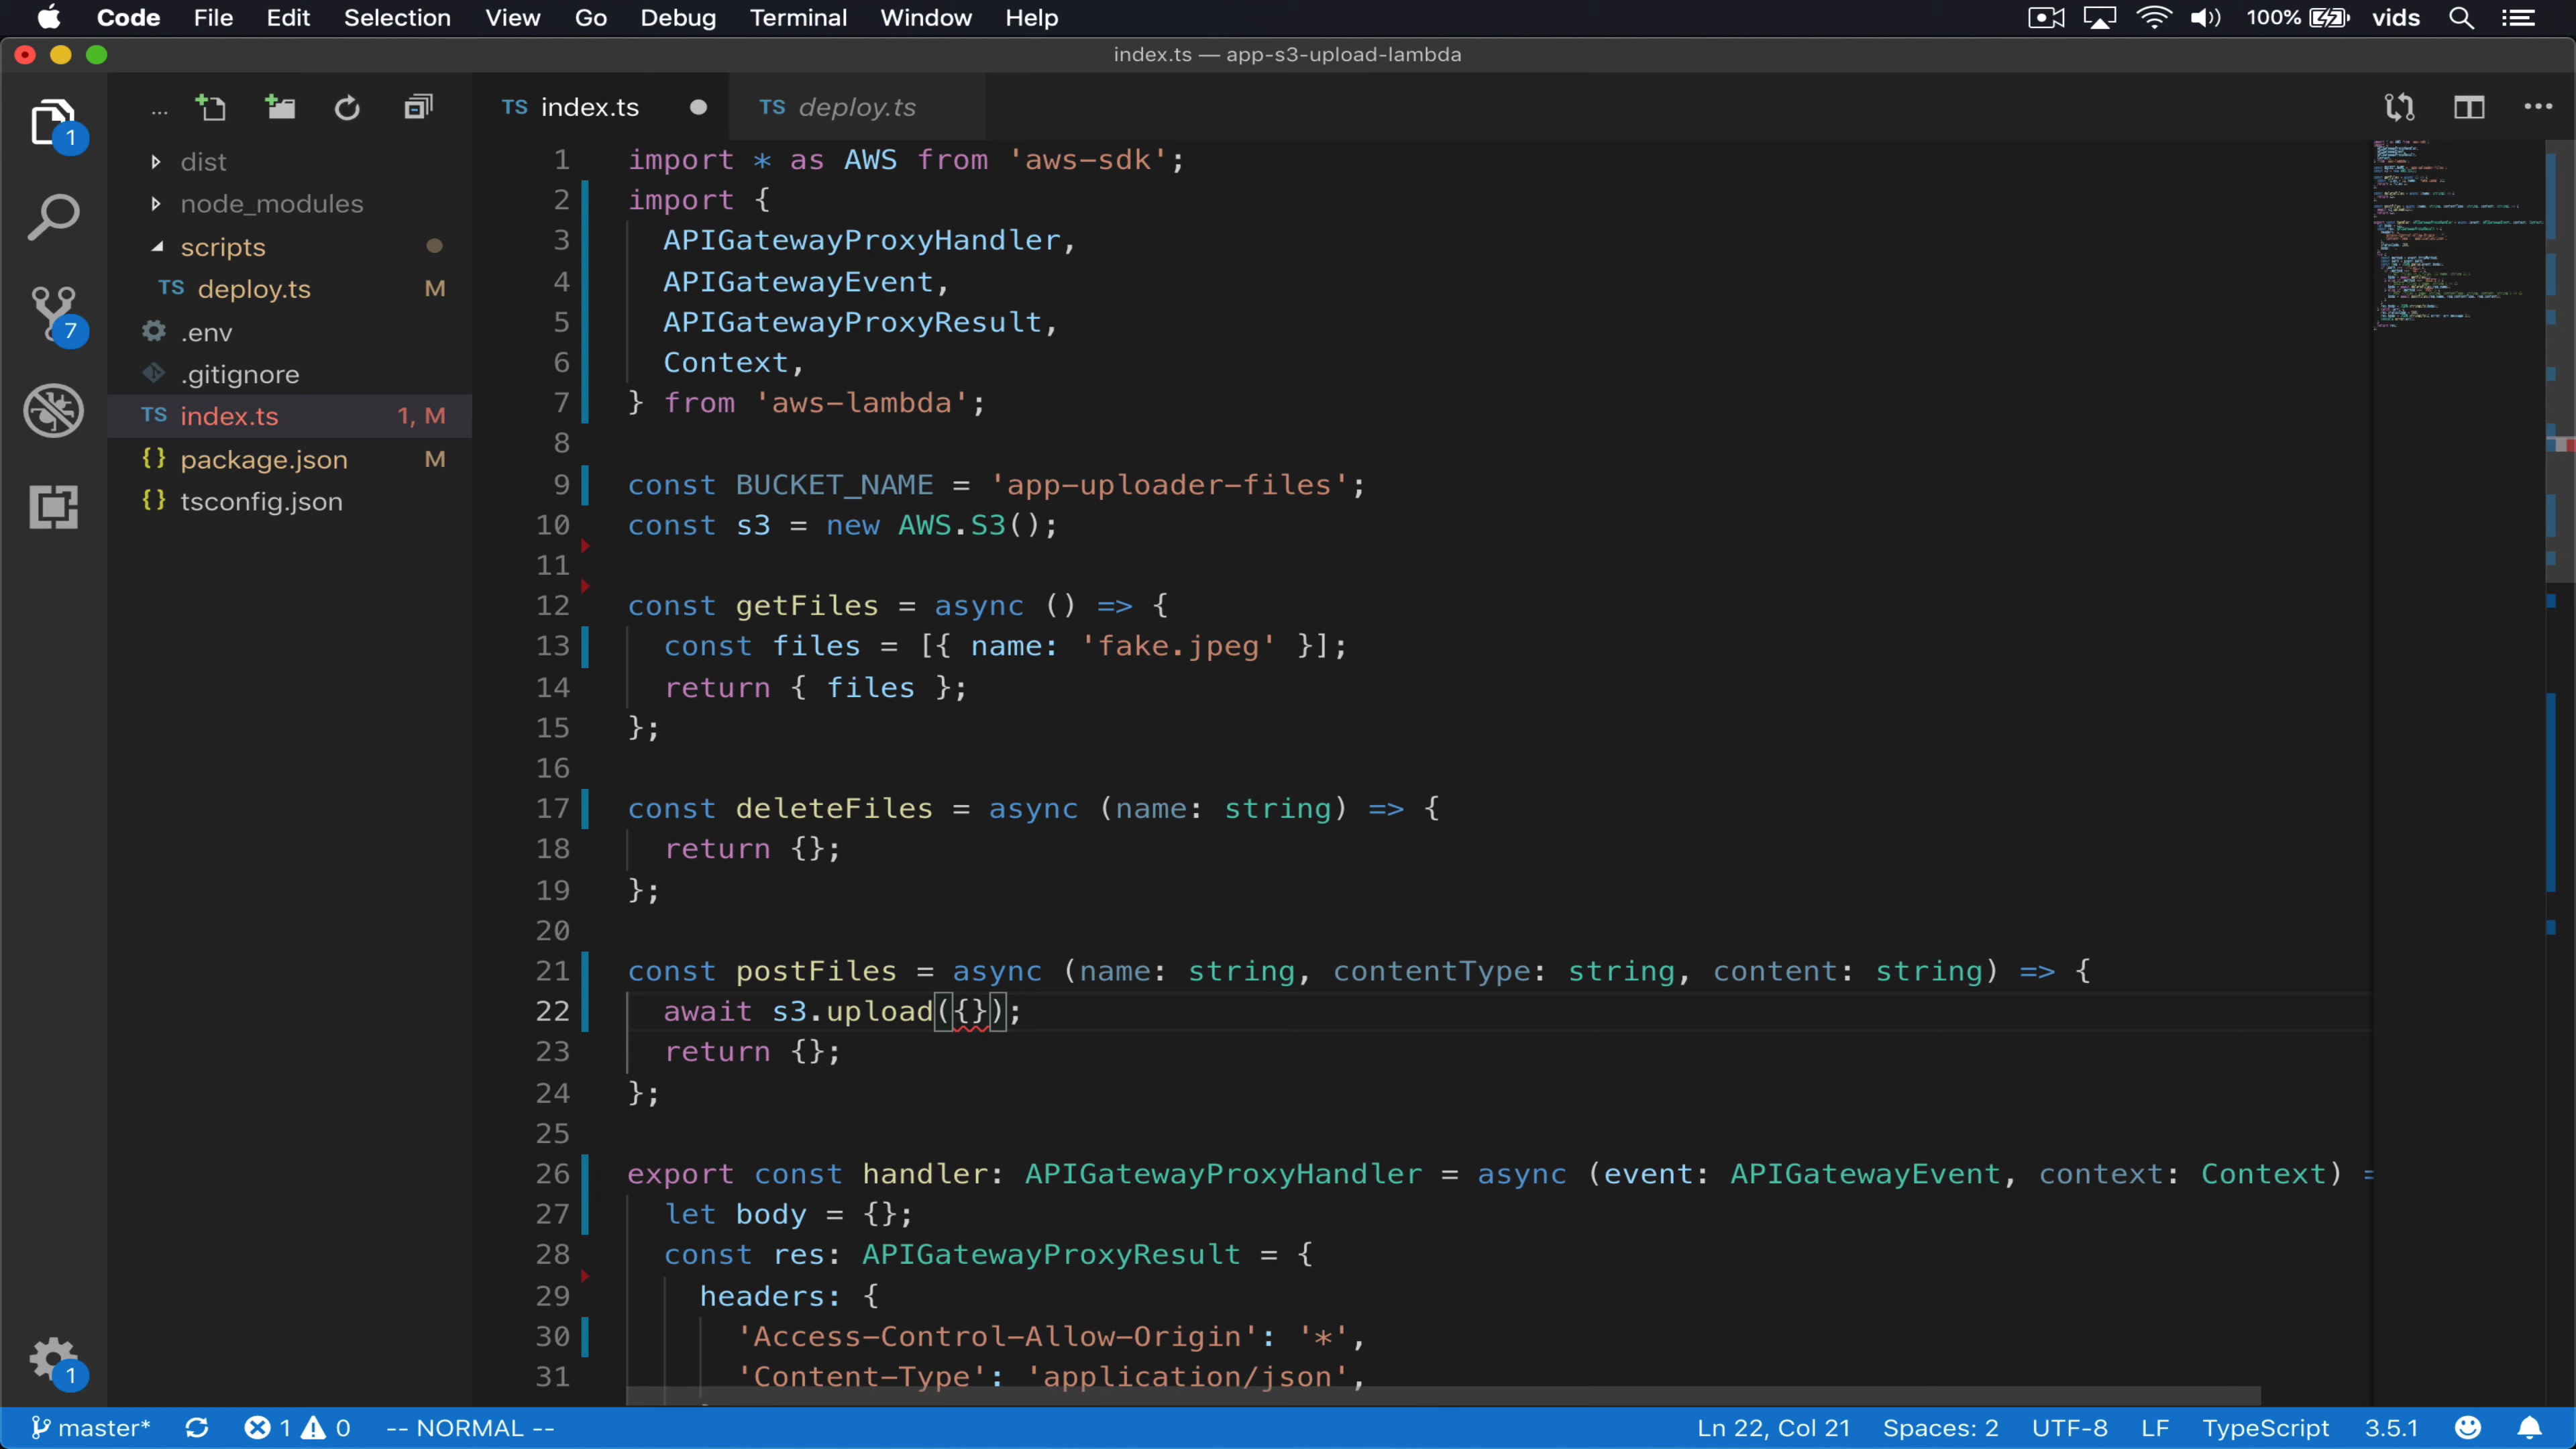 Code File Edit Selection View Go Debug Terminal Window Help 100% vids
index.ts — app-s3-upload-lambda
... TS index.ts TS deploy.ts ...
1
7
1
dist
node_modules
scripts
TS deploy.ts M
.env
.gitignore
TS index.ts 1, M
{} package.json M
{} tsconfig.json
1 import * as AWS from 'aws-sdk';
2 import {
3 APIGatewayProxyHandler,
4 APIGatewayEvent,
5 APIGatewayProxyResult,
6 Context,
7 } from 'aws-lambda';
8
9 const BUCKET_NAME = 'app-uploader-files';
10 const s3 = new AWS.S3();
11
12 const getFiles = async () => {
13 const files = [{ name: 'fake.jpeg' }];
14 return { files };
15 };
16
17 const deleteFiles = async (name: string) => {
18 return {};
19 };
20
21 const postFiles = async (name: string, contentType: string, content: string) => {
22 await s3.upload({});
23 return {};
24 };
25
26 export const handler: APIGatewayProxyHandler = async (event: APIGatewayEvent, context: Context) =
27 let body = {};
28 const res: APIGatewayProxyResult = {
29 headers: {
30 'Access-Control-Allow-Origin': '*',
31 'Content-Type': 'application/json',
master* 1 0 -- NORMAL -- Ln 22, Col 21 Spaces: 2 UTF-8 LF TypeScript 3.5.1